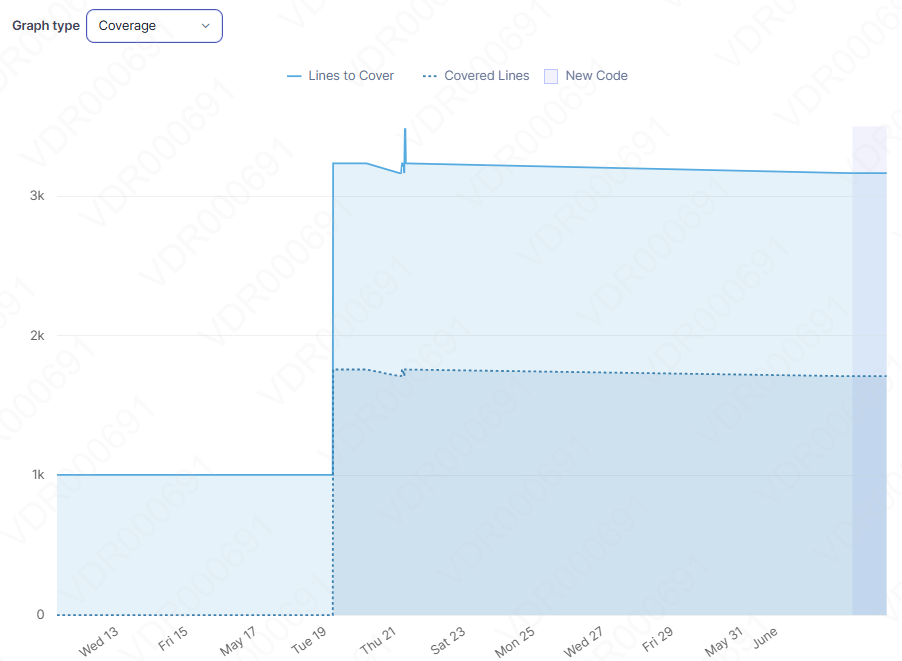 Graph type Coverage
Lines to Cover Covered Lines New Code
3k
2k
1k
0
Wed 13 Fri 15 May 17 Tue 19 Thu 21 Sat 23 Mon 25 Wed 27 Fri 29 May 31 June
VDR000691